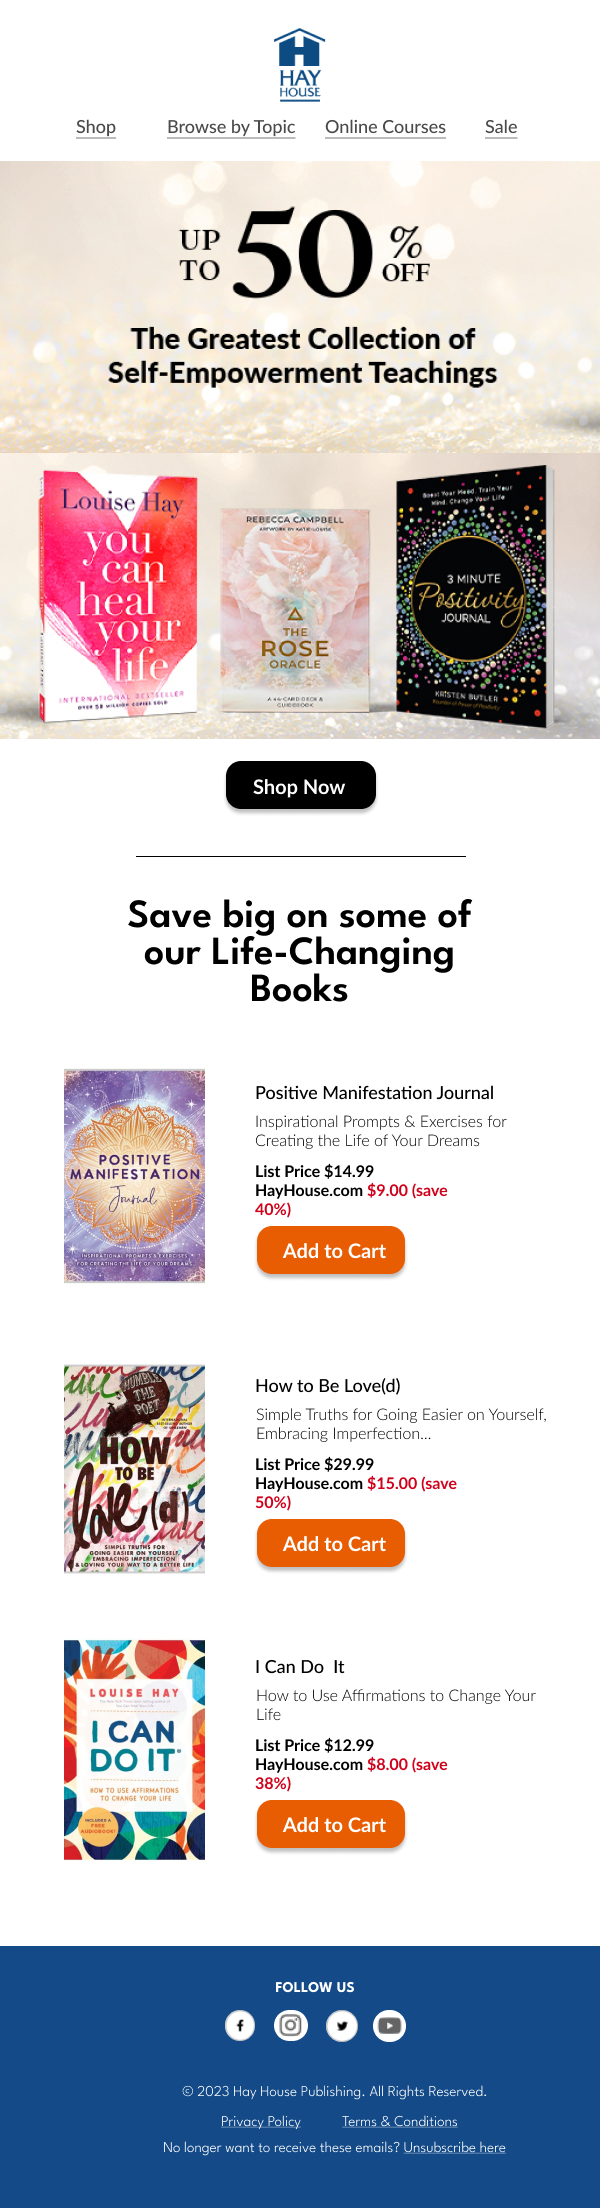 HAY
HOUSE
Shop Browse by Topic Online Courses Sale
UP TO 50% OFF
The Greatest Collection of
Self-Empowerment Teachings
Louise Hay
you
can
heal
your
life
INTERNATIONAL BESTSELLER
OVER 50 MILLION COPIES SOLD
REBECCA CAMPBELL
ARTWORK BY KATIE-LOUISE
THE
ROSE
ORACLE
A 44-CARD DECK &
GUIDEBOOK
Boost Your Mood, Train Your
Mind, Change Your Life
3 MINUTE
Positivity
JOURNAL
KRISTEN BUTLER
Founder of Power of Positivity
Shop Now
Save big on some of
our Life-Changing
Books
POSITIVE
MANIFESTATION
Journal
INSPIRATIONAL PROMPTS & EXERCISES
FOR CREATING THE LIFE OF YOUR DREAMS
Positive Manifestation Journal
Inspirational Prompts & Exercises for
Creating the Life of Your Dreams
List Price $14.99
HayHouse.com $9.00 (save
40%)
Add to Cart
HUMBLE
THE
POET
HOW
TO BE
love(d)
SIMPLE TRUTHS FOR
GOING EASIER ON YOURSELF,
EMBRACING IMPERFECTION
& LOVING YOUR WAY TO A BETTER LIFE
How to Be Love(d)
Simple Truths for Going Easier on Yourself,
Embracing Imperfection...
List Price $29.99
HayHouse.com $15.00 (save
50%)
Add to Cart
LOUISE HAY
I CAN
DO IT®
HOW TO USE AFFIRMATIONS
TO CHANGE YOUR LIFE
INCLUDES A
FREE
AUDIOBOOK!
I Can Do  It
How to Use Affirmations to Change Your
Life
List Price $12.99
HayHouse.com $8.00 (save
38%)
Add to Cart
FOLLOW US
© 2023 Hay House Publishing. All Rights Reserved.
Privacy Policy Terms & Conditions
No longer want to receive these emails? Unsubscribe here